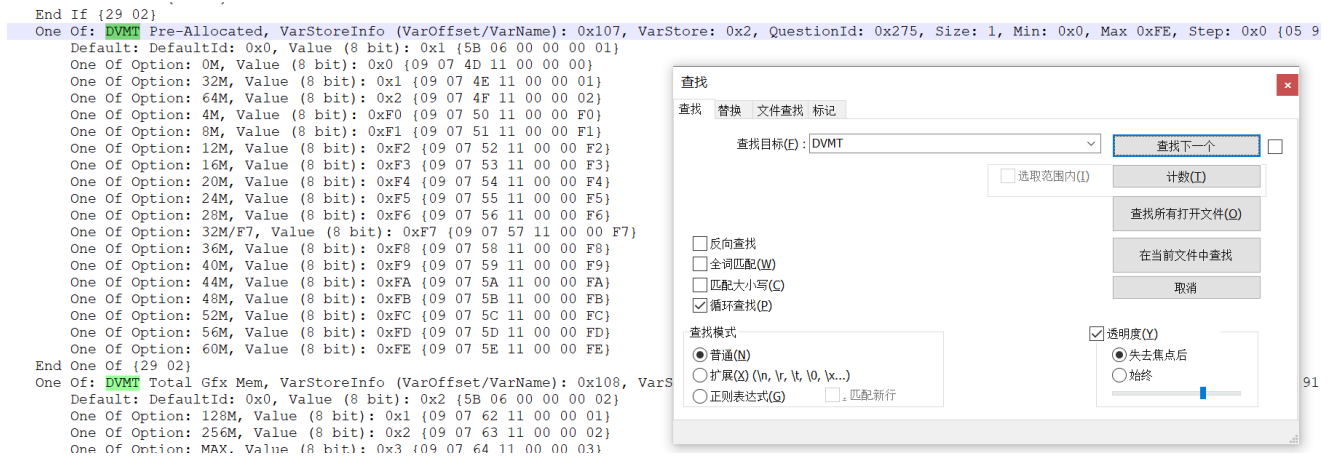 End If {29 02}
One Of: DVMT Pre-Allocated, VarStoreInfo (VarOffset/VarName): 0x107, VarStore: 0x2, QuestionId: 0x275, Size: 1, Min: 0x0, Max 0xFE, Step: 0x0 {05 9
Default: DefaultId: 0x0, Value (8 bit): 0x1 {5B 06 00 00 00 01}
One Of Option: 0M, Value (8 bit): 0x0 {09 07 4D 11 00 00 00}
One Of Option: 32M, Value (8 bit): 0x1 {09 07 4E 11 00 00 01}
One Of Option: 64M, Value (8 bit): 0x2 {09 07 4F 11 00 00 02}
One Of Option: 4M, Value (8 bit): 0xF0 {09 07 50 11 00 00 F0}
One Of Option: 8M, Value (8 bit): 0xF1 {09 07 51 11 00 00 F1}
One Of Option: 12M, Value (8 bit): 0xF2 {09 07 52 11 00 00 F2}
One Of Option: 16M, Value (8 bit): 0xF3 {09 07 53 11 00 00 F3}
One Of Option: 20M, Value (8 bit): 0xF4 {09 07 54 11 00 00 F4}
One Of Option: 24M, Value (8 bit): 0xF5 {09 07 55 11 00 00 F5}
One Of Option: 28M, Value (8 bit): 0xF6 {09 07 56 11 00 00 F6}
One Of Option: 32M/F7, Value (8 bit): 0xF7 {09 07 57 11 00 00 F7}
One Of Option: 36M, Value (8 bit): 0xF8 {09 07 58 11 00 00 F8}
One Of Option: 40M, Value (8 bit): 0xF9 {09 07 59 11 00 00 F9}
One Of Option: 44M, Value (8 bit): 0xFA {09 07 5A 11 00 00 FA}
One Of Option: 48M, Value (8 bit): 0xFB {09 07 5B 11 00 00 FB}
One Of Option: 52M, Value (8 bit): 0xFC {09 07 5C 11 00 00 FC}
One Of Option: 56M, Value (8 bit): 0xFD {09 07 5D 11 00 00 FD}
One Of Option: 60M, Value (8 bit): 0xFE {09 07 5E 11 00 00 FE}
End One Of {29 02}
One Of: DVMT Total Gfx Mem, VarStoreInfo (VarOffset/VarName): 0x108, VarS 91
Default: DefaultId: 0x0, Value (8 bit): 0x2 {5B 06 00 00 00 02}
One Of Option: 128M, Value (8 bit): 0x1 {09 07 62 11 00 00 01}
One Of Option: 256M, Value (8 bit): 0x2 {09 07 63 11 00 00 02}
One Of Option: MAX, Value (8 bit): 0x3 {09 07 64 11 00 00 03}
查找
查找 替换 文件查找 标记
查找目标(F) : DVMT
查找下一个
选取范围内(I)
计数(T)
查找所有打开文件(O)
在当前文件中查找
取消
反向查找
全词匹配(W)
匹配大小写(C)
循环查找(P)
查找模式
普通(N)
扩展(X) (\n, \r, \t, \0, \x...)
正则表达式(G) . 匹配新行
透明度(Y)
失去焦点后
始终